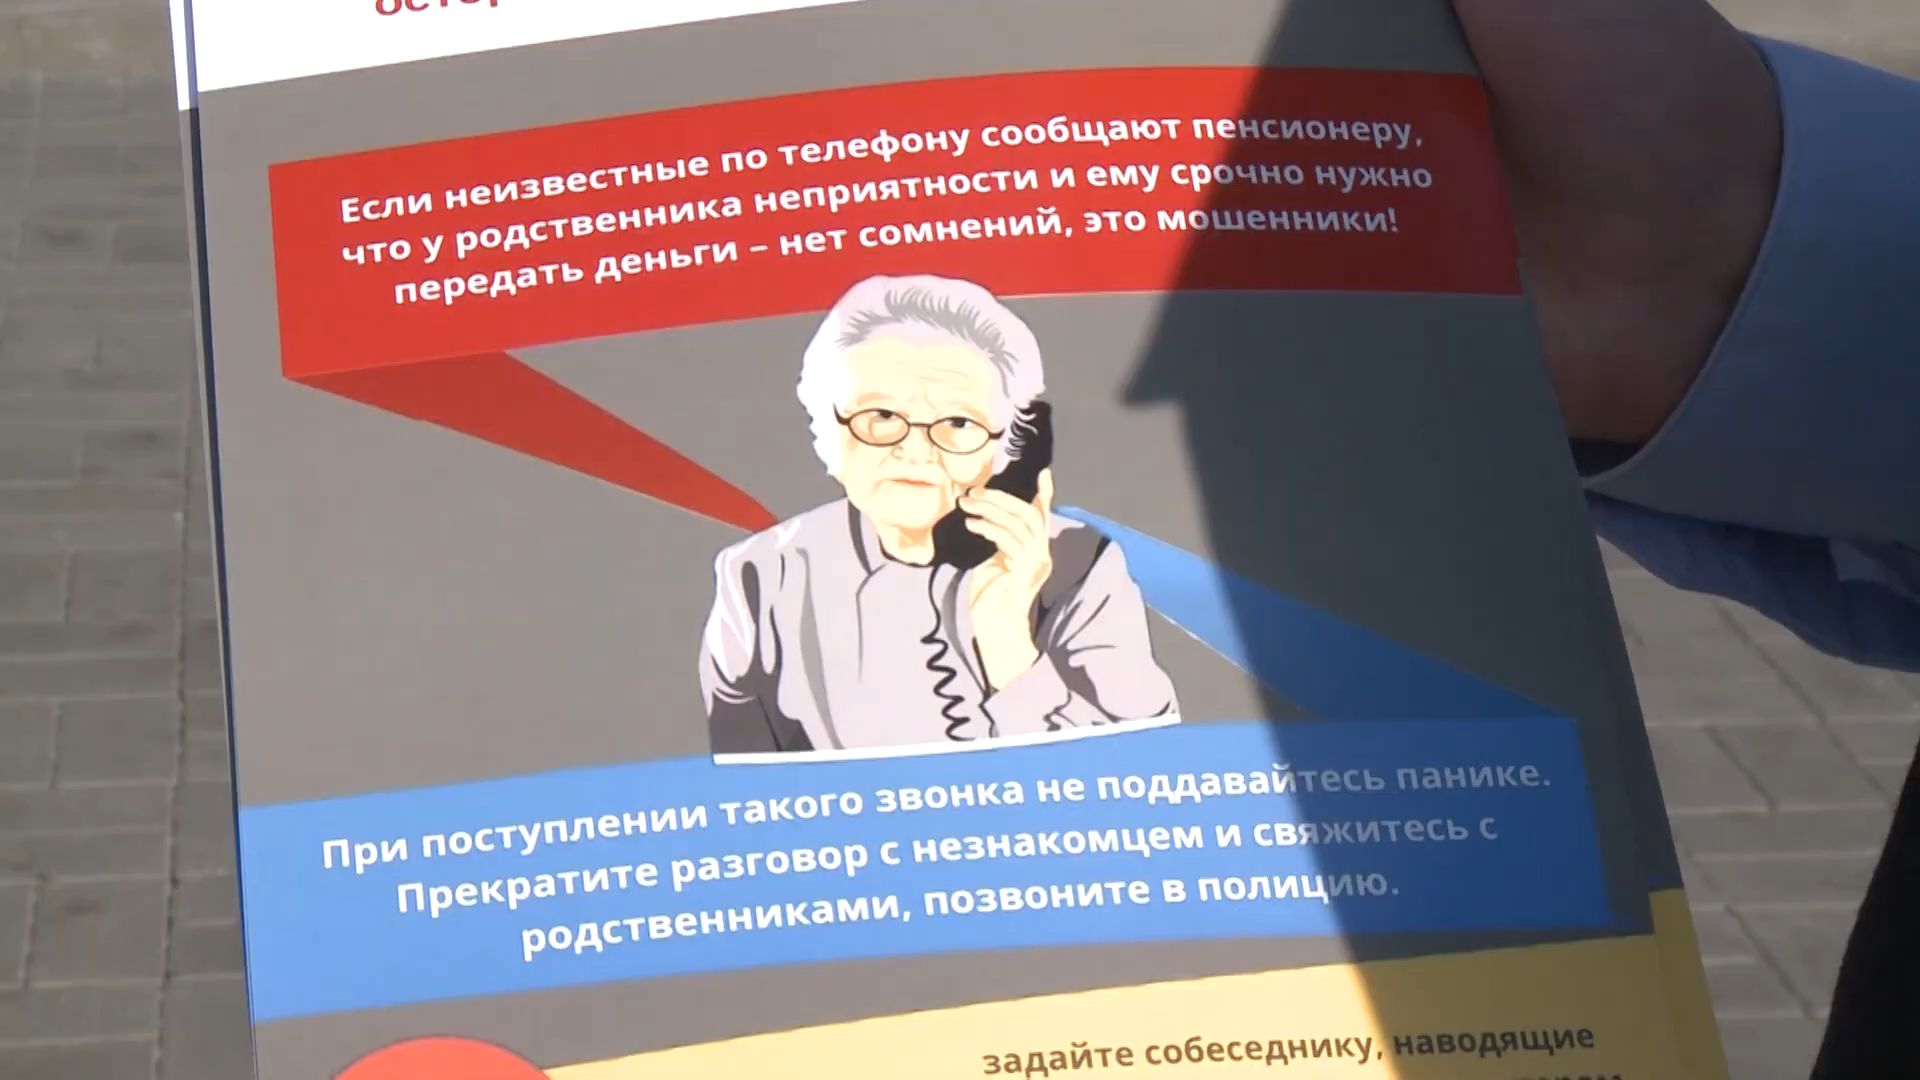 Если неизвестные по телефону сообщают пенсионеру,
что у родственника неприятности и ему срочно нужно
передать деньги – нет сомнений, это мошенники!
При поступлении такого звонка не поддавайтесь панике.
Прекратите разговор с незнакомцем и свяжитесь с
родственниками, позвоните в полицию.
задайте собеседнику, наводящие